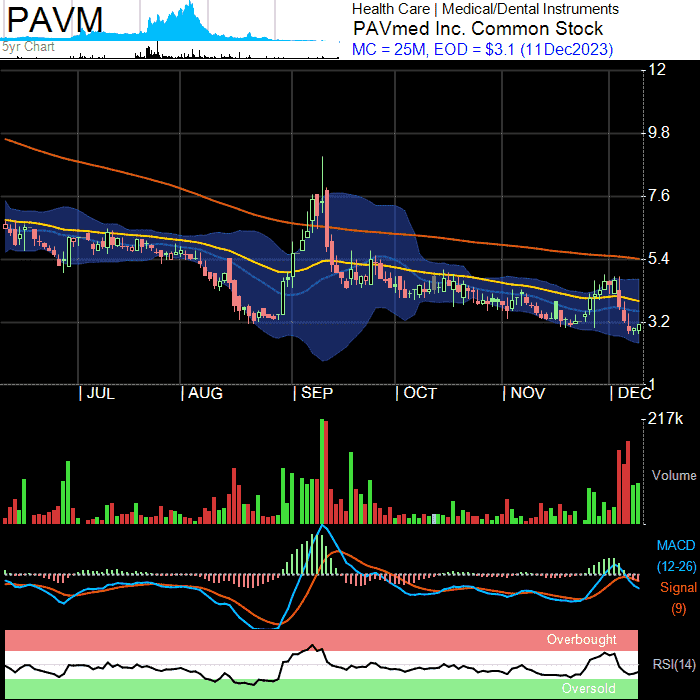 PAVM
5yr Chart
Health Care | Medical/Dental Instruments
PAVmed Inc. Common Stock
MC = 25M, EOD = $3.1 (11Dec2023)
12
9.8
7.6
5.4
3.2
1
JUL AUG SEP OCT NOV DEC
217k
Volume
MACD
(12-26)
Signal
(9)
Overbought
RSI(14)
Oversold